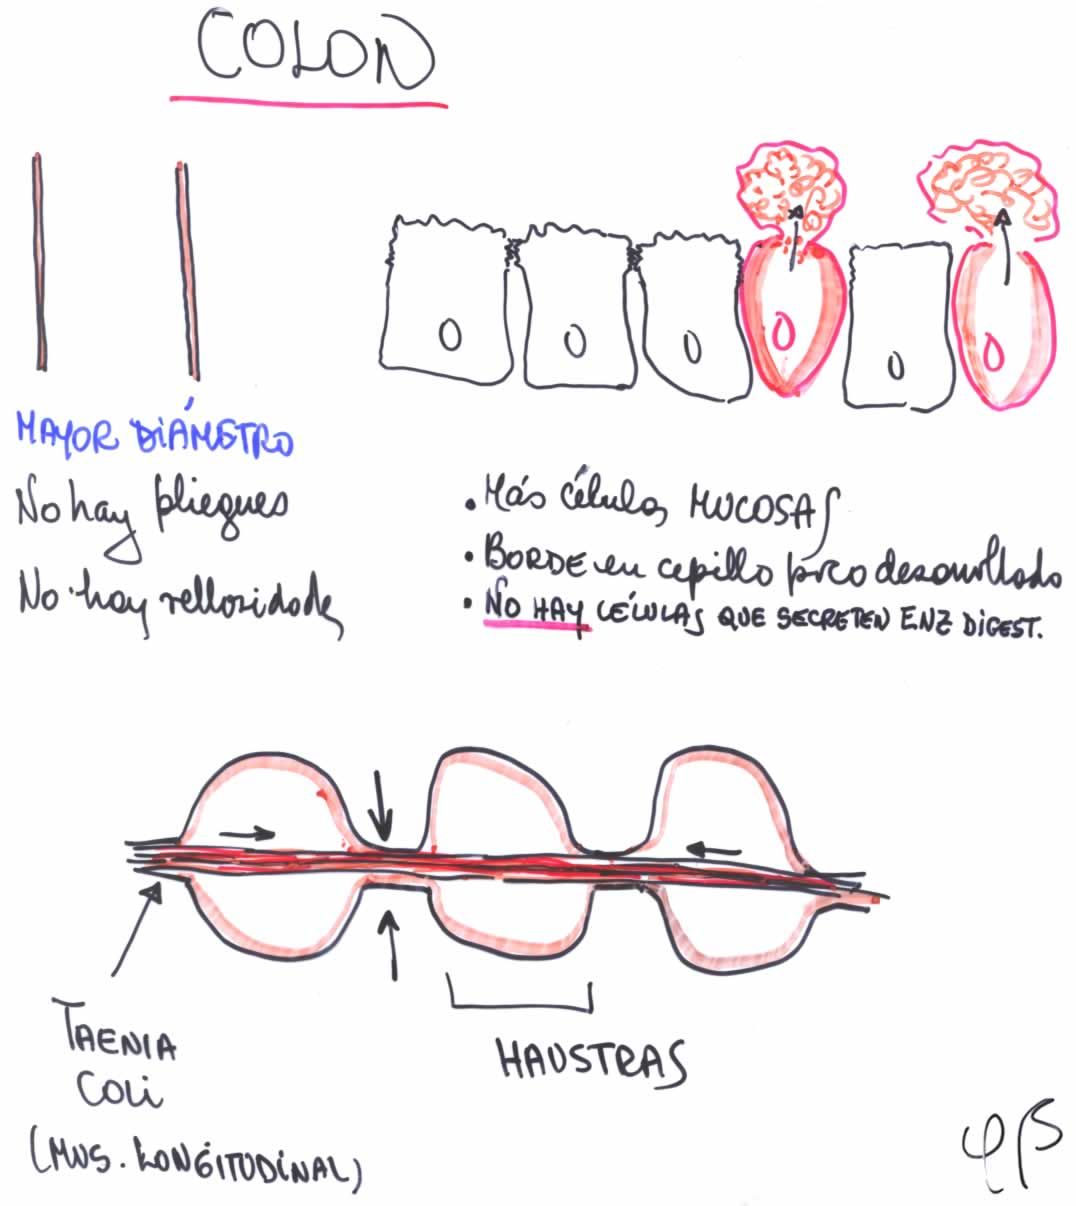 COLON
MAYOR DIÁMETRO
No hay pliegues
No hay vellosidades
• Más células MUCOSAS
• BORDE en cepillo poco desarrollado
• NO HAY CÉLULAS QUE SECRETEN ENZ DIGEST.
TAENIA
COLI
(MUS. LONGITUDINAL)
HAUSTRAS